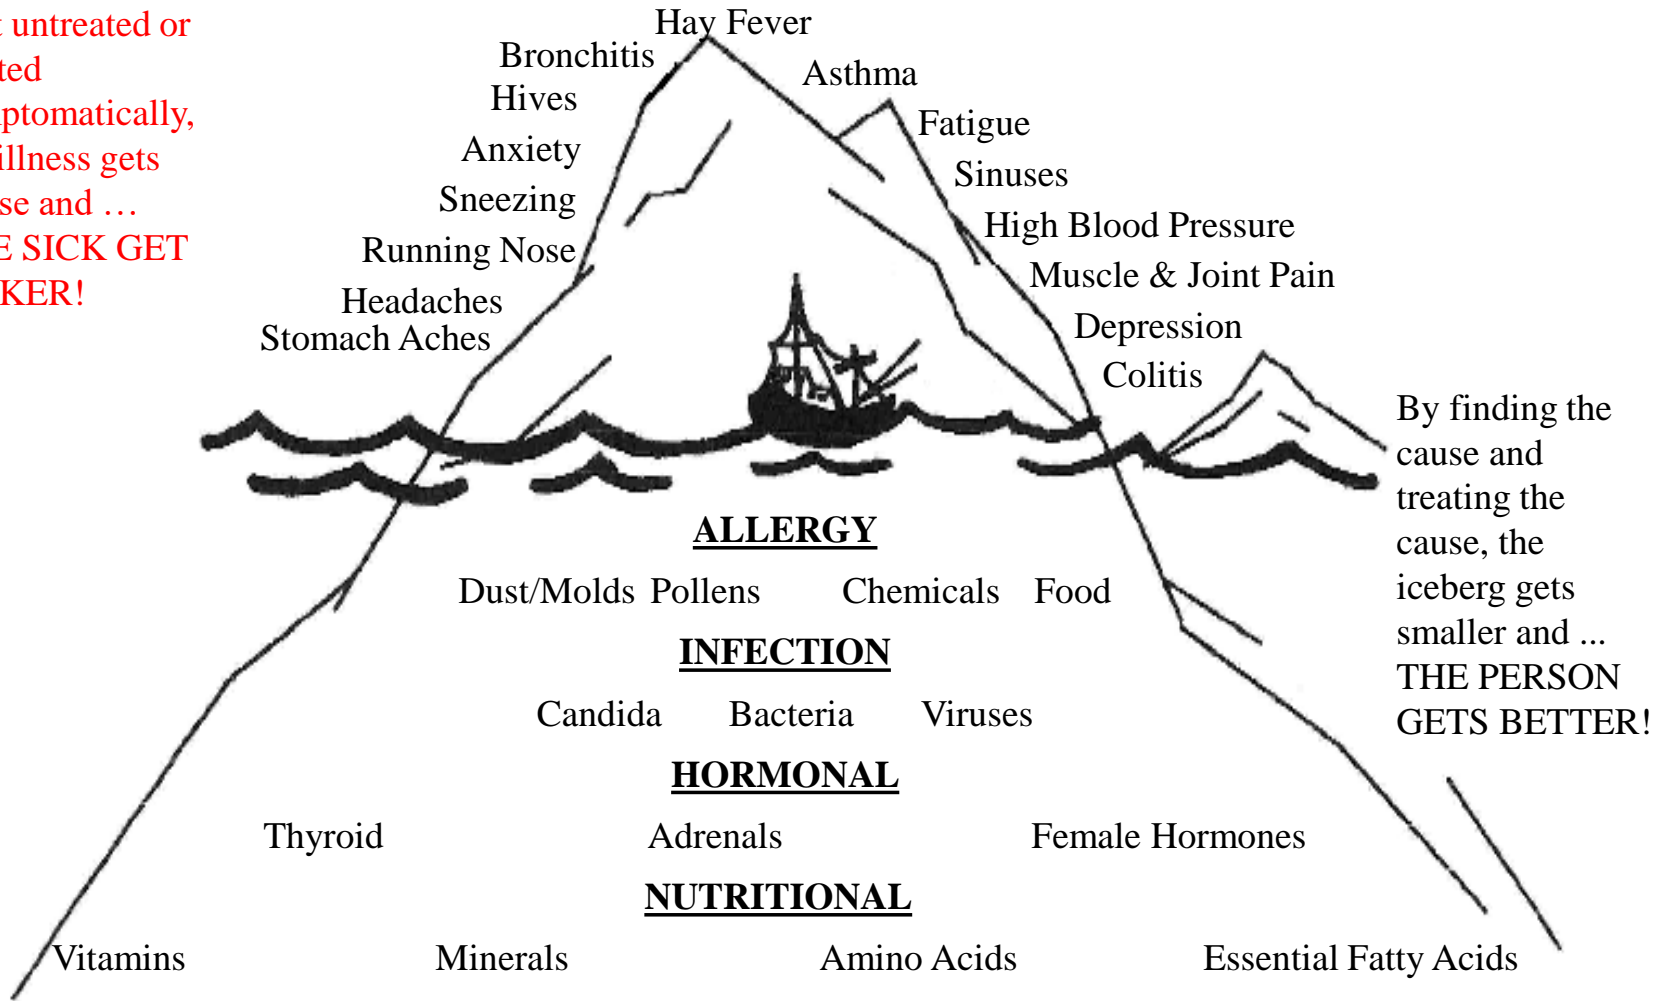 untreated or
ted
ptomatically,
illness gets
se and …
E SICK GET
KER!
Hay Fever
Bronchitis
Asthma
Hives
Fatigue
Anxiety
Sinuses
Sneezing
High Blood Pressure
Running Nose
Muscle & Joint Pain
Headaches
Depression
Stomach Aches
Colitis
By finding the
cause and
treating the
cause, the
iceberg gets
smaller and ...
THE PERSON
GETS BETTER!
ALLERGY
Dust/Molds Pollens Chemicals Food
INFECTION
Candida Bacteria Viruses
HORMONAL
Thyroid Adrenals Female Hormones
NUTRITIONAL
Vitamins Minerals Amino Acids Essential Fatty Acids